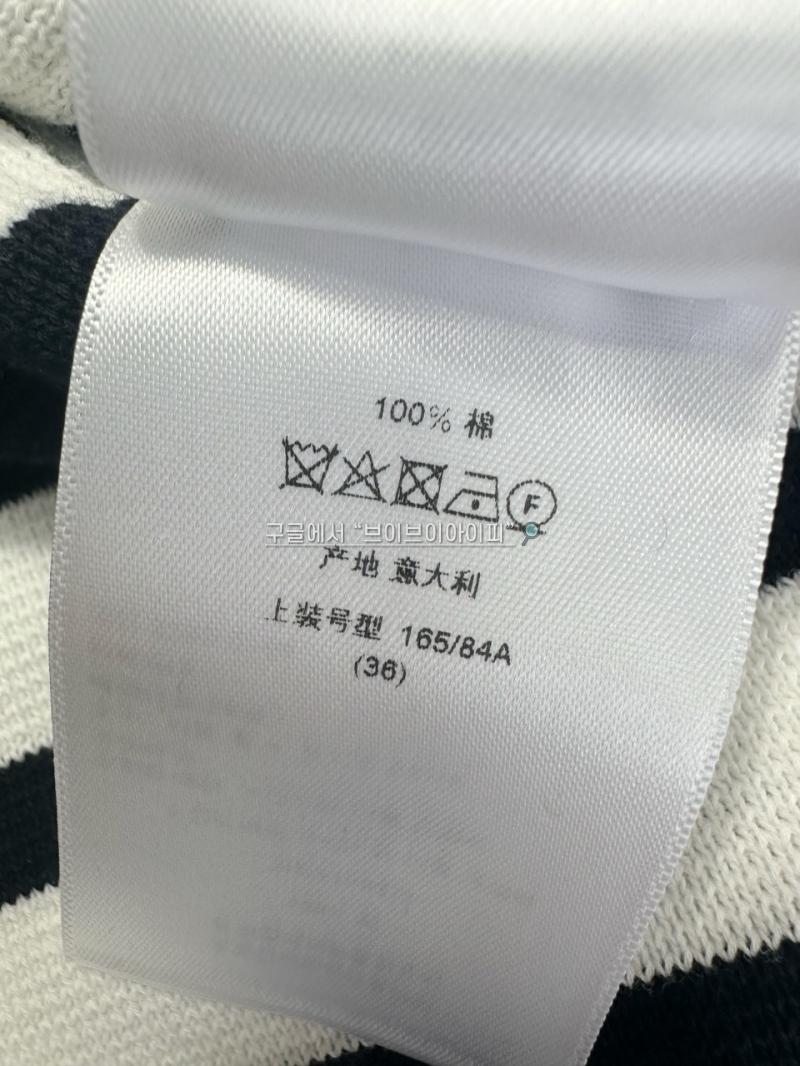 100% 棉
F
구글에서 “브이브이아이피”
产地 意大利
上装号型 165/84A
(36)